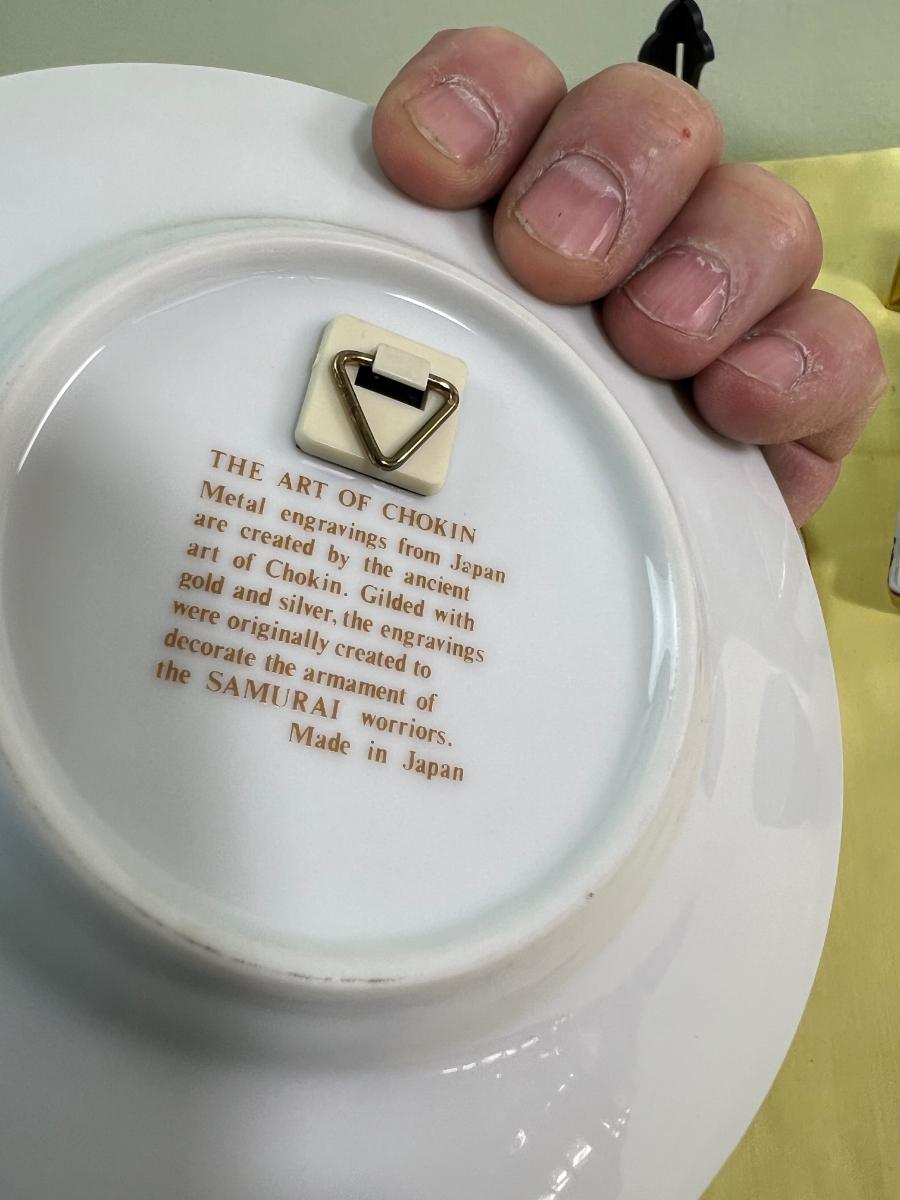 THE ART OF CHOKIN
Metal engravings from Japan
are created by the ancient
art of Chokin. Gilded with
gold and silver, the engravings
were originally created to
decorate the armament of
the SAMURAI worriors.
Made in Japan